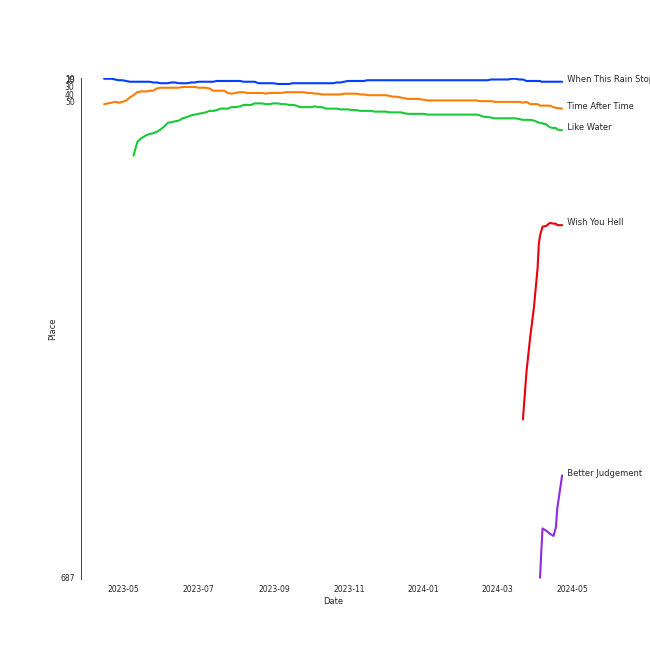 30
40
50
687
Place
When This Rain
Time After Time
Like Water
Wish You Hell
Better Judgement
2023-05 2023-07 2023-09 2023-11 2024-01 2024-03 2024-05
Date